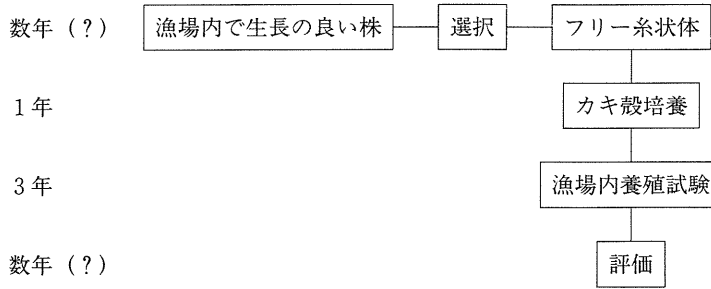 数年（？） 漁場内で生長の良い株 選択 フリー糸状体
1年 カキ殻培養
3年 漁場内養殖試験
数年（？） 評価